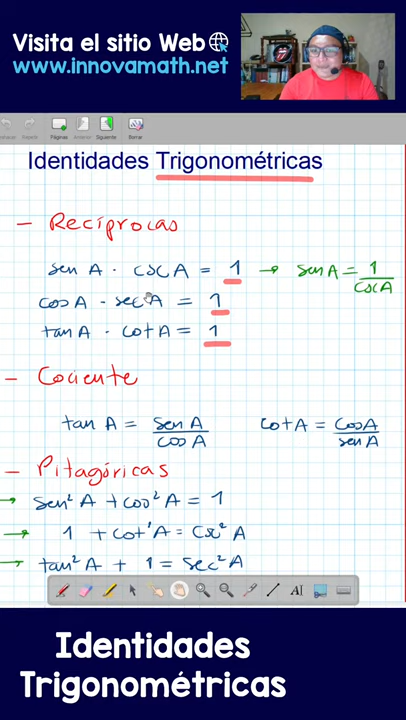 Visita el sitio Web
www.innovamath.net
Páginas Anterior Siguiente Borrar
Identidades Trigonométricas
- Recíprocas
sen A · csc A = 1 → sen A = 1/csc A
cos A · sec A = 1
tan A · cot A = 1
- Cociente
tan A = sen A/cos A cot A = cos A/sen A
- Pitagóricas
→ sen² A + cos² A = 1
→ 1 + cot² A = csc² A
→ tan² A + 1 = sec² A
AI
Identidades
Trigonométricas